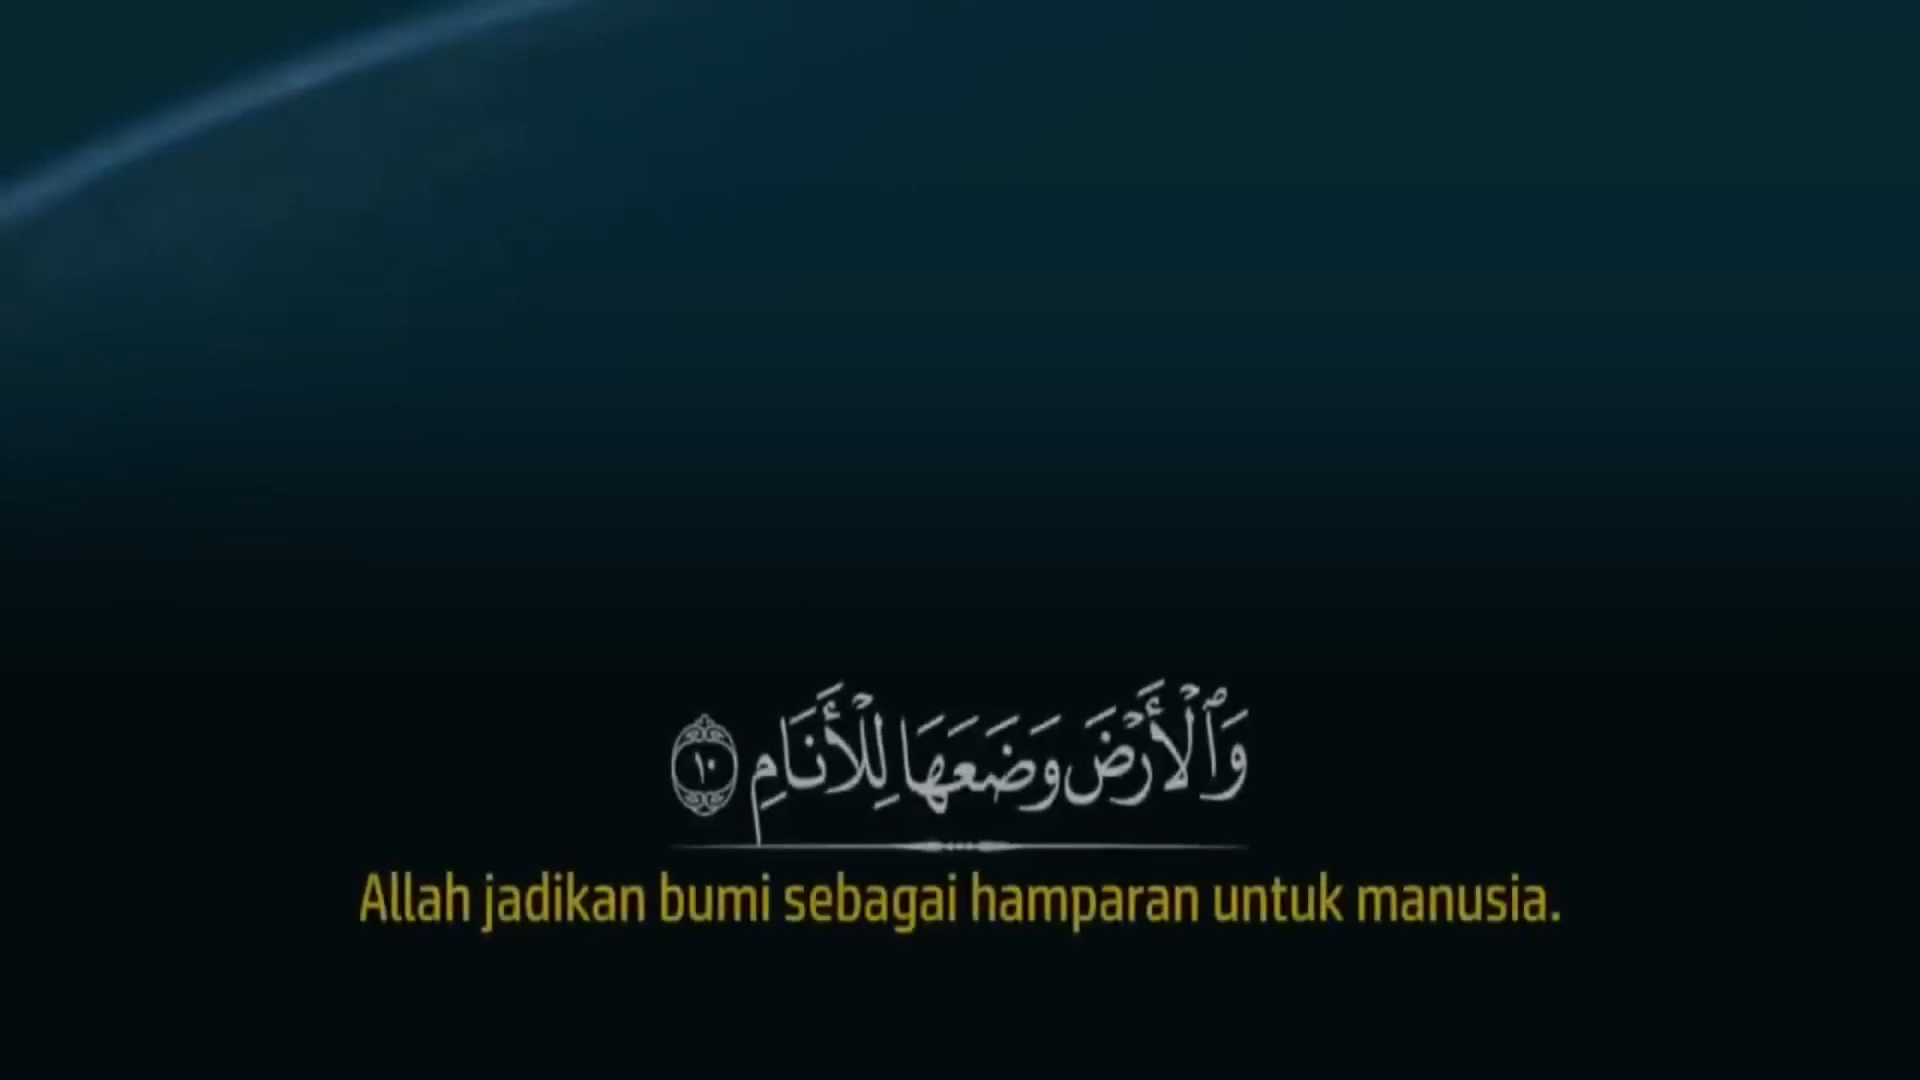 وَٱلْأَرْضَ وَضَعَهَا لِلْأَنَامِ ١٠
Allah jadikan bumi sebagai hamparan untuk manusia.